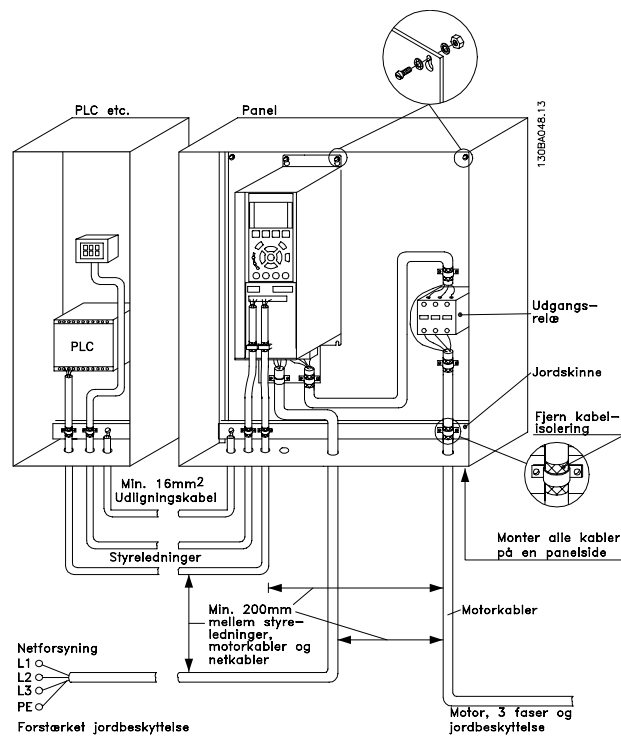 PLC etc.
Panel
130BA048.13
PLC
Udgangs-
relæ
Jordskinne
Fjern kabel-
isolering
Min. 16mm2
Udligningskabel
Styreledninger
Monter alle kabler
på en panelside
Min. 200mm
mellem styre-
ledninger,
motorkabler og
netkabler
Motorkabler
Netforsyning
L1
L2
L3
PE
Forstærket jordbeskyttelse
Motor, 3 faser og
jordbeskyttelse